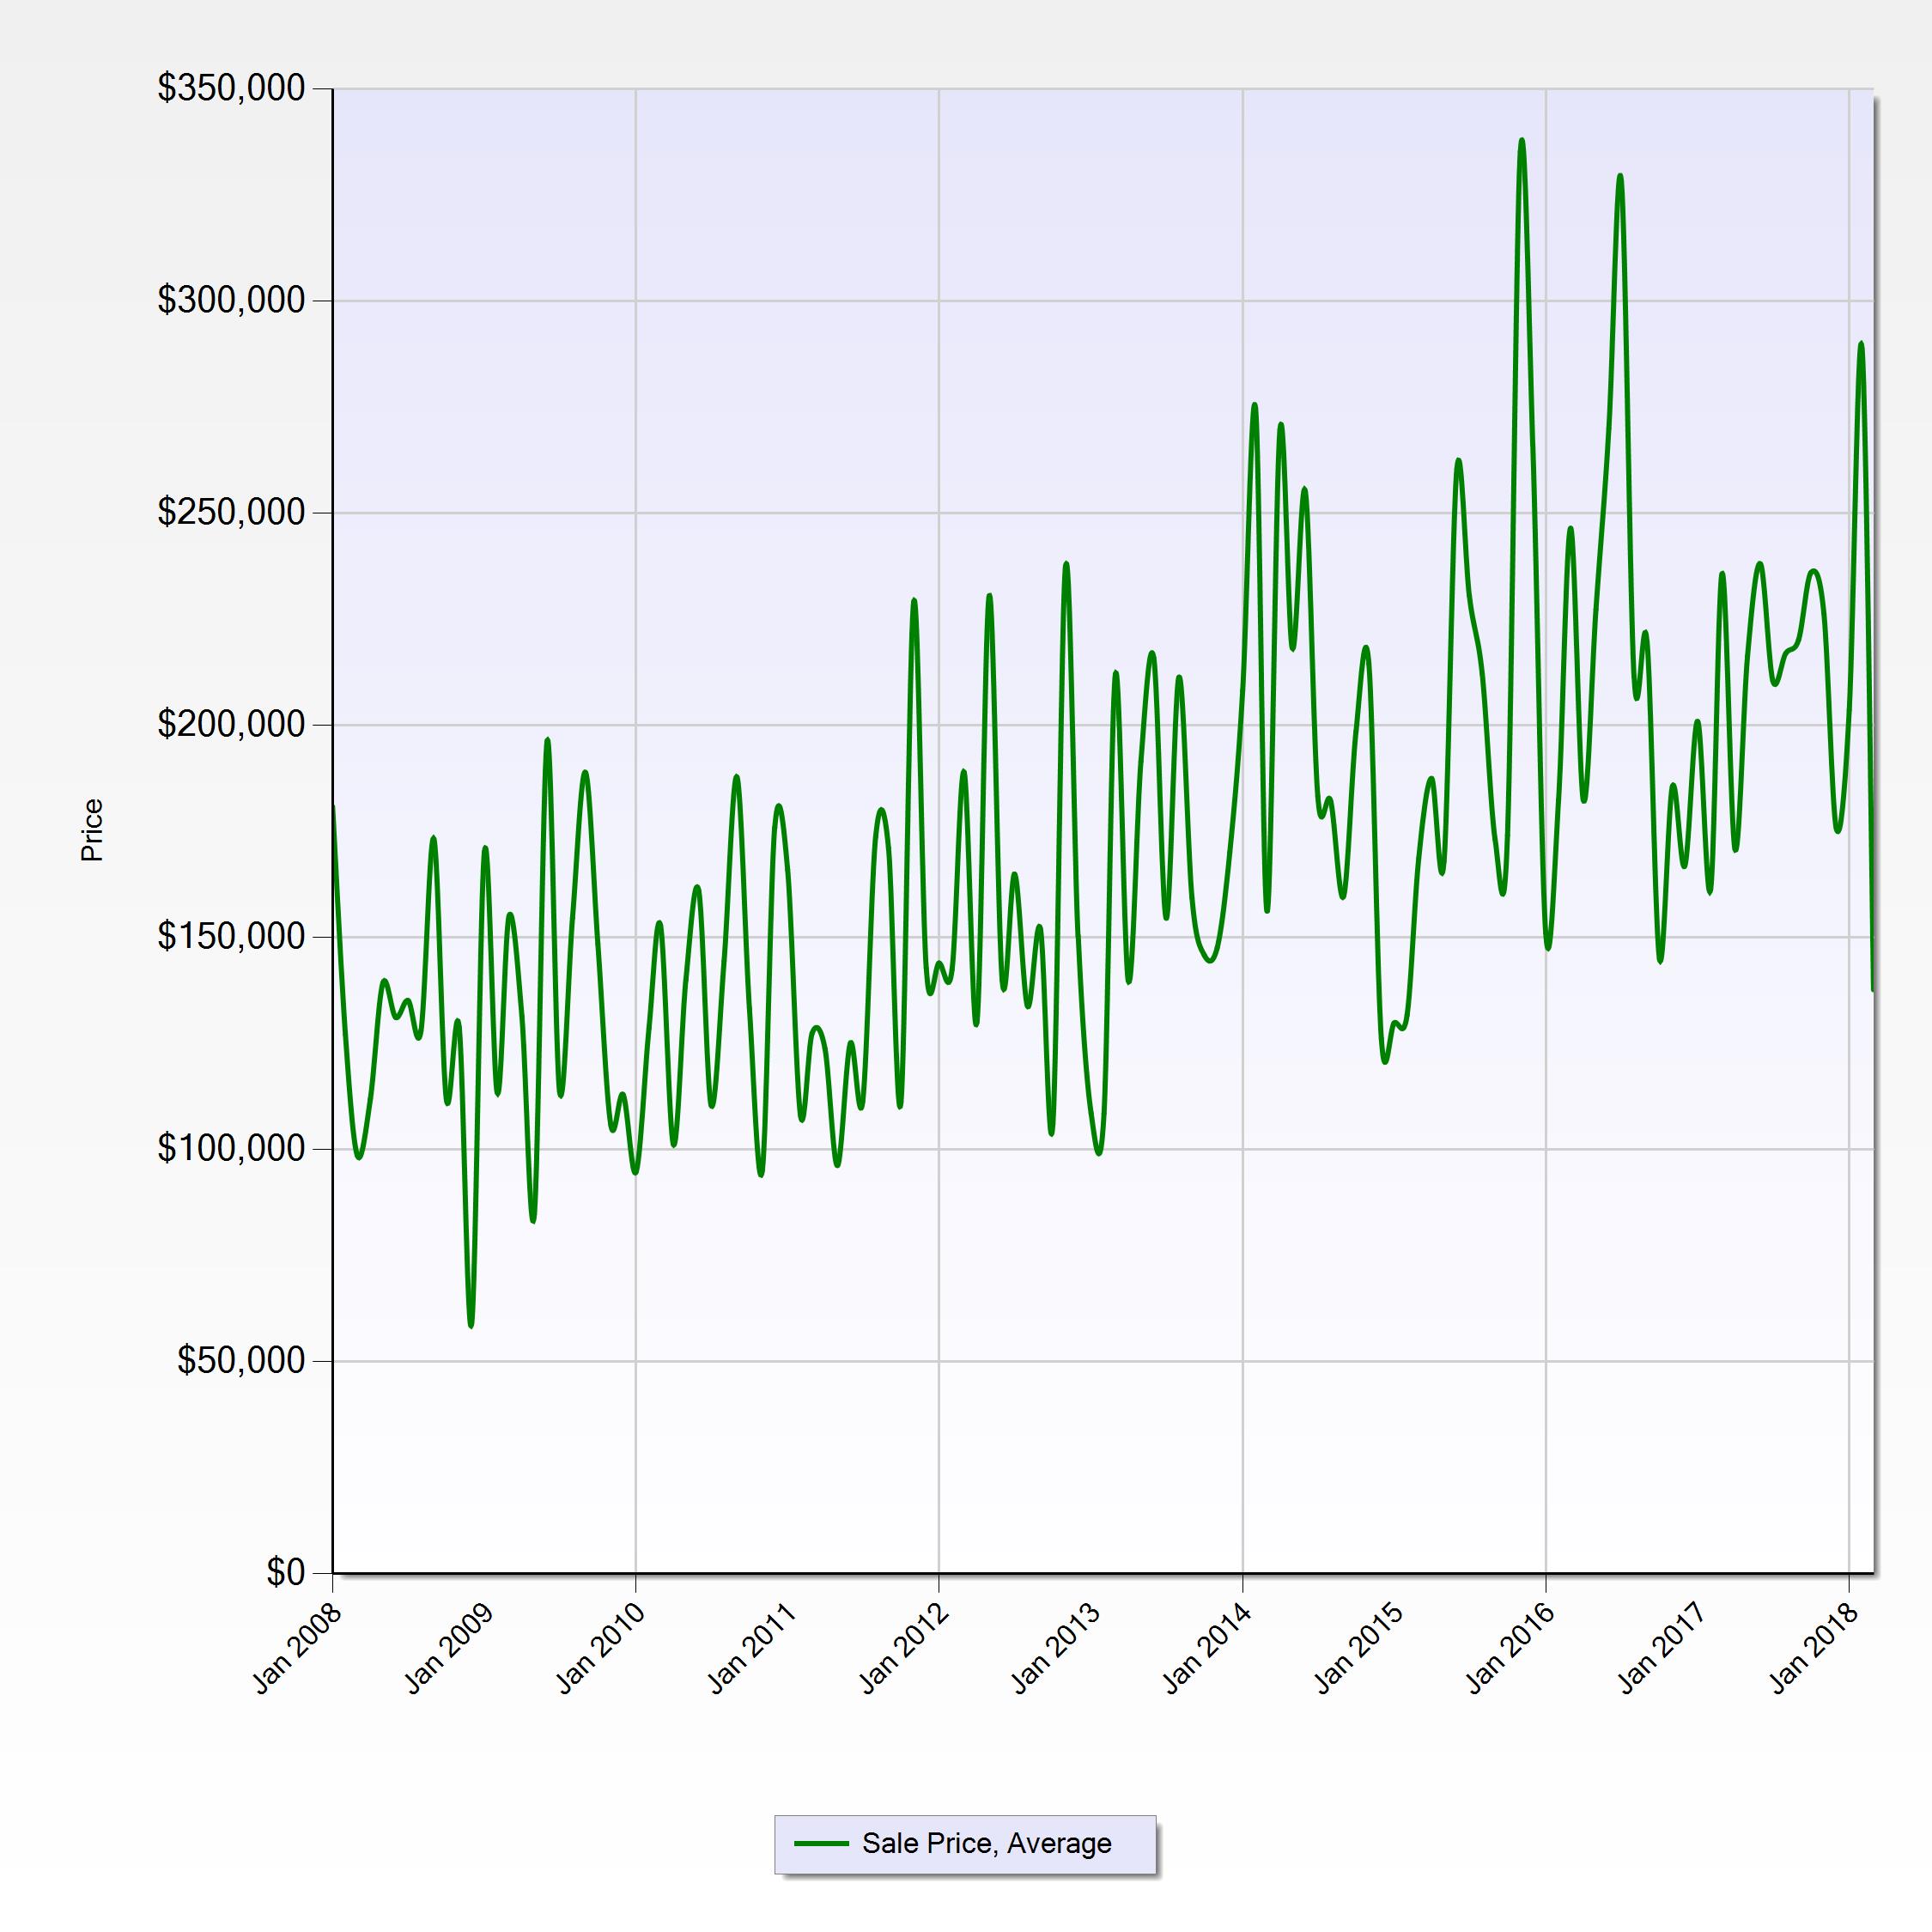 $350,000
$300,000
$250,000
$200,000
$150,000
$100,000
$50,000
$0
Price
Jan 2008
Jan 2009
Jan 2010
Jan 2011
Jan 2012
Jan 2013
Jan 2014
Jan 2015
Jan 2016
Jan 2017
Jan 2018
Sale Price, Average